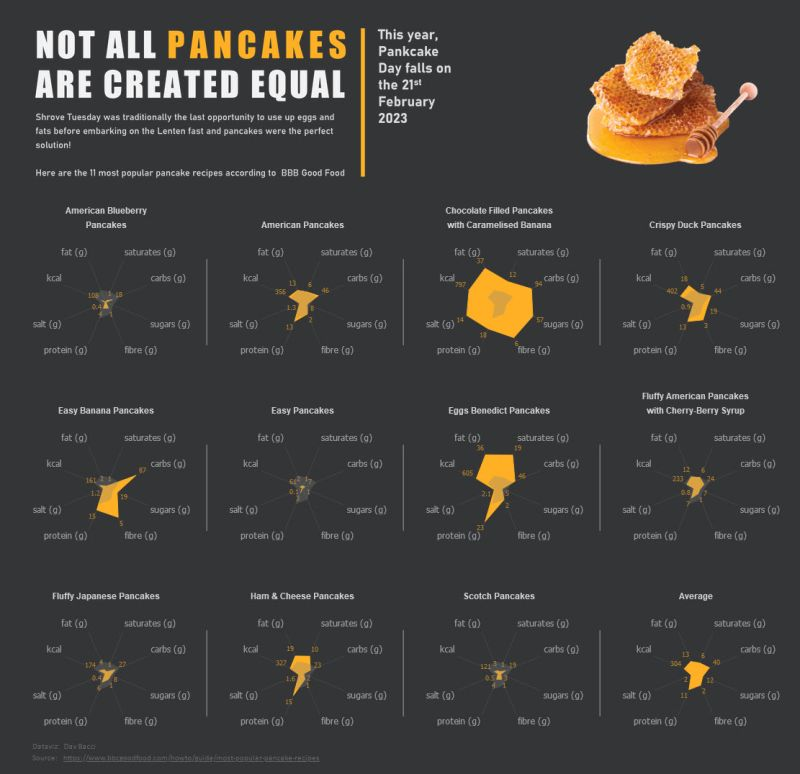 NOT ALL PANCAKES
ARE CREATED EQUAL
Shrove Tuesday was traditionally the last opportunity to use up eggs and
fats before embarking on the Lenten fast and pancakes were the perfect
solution!
Here are the 11 most popular pancake recipes according to BBB Good Food
This year,
Pankcake
Day falls on
the 21st
February
2023
American Blueberry
Pancakes
fat (g) saturates (g)
kcal carbs (g)
salt (g) sugars (g)
protein (g) fibre (g)
108 1 18
0.4
4 1
American Pancakes
fat (g) saturates (g)
kcal carbs (g)
salt (g) sugars (g)
protein (g) fibre (g)
13 6
356 46
1.3 8
13 2
Chocolate Filled Pancakes
with Caramelised Banana
fat (g) saturates (g)
kcal carbs (g)
salt (g) sugars (g)
protein (g) fibre (g)
37 12
797 94
14 57
18 6
Crispy Duck Pancakes
fat (g) saturates (g)
kcal carbs (g)
salt (g) sugars (g)
protein (g) fibre (g)
18 5
402 44
0.9 19
13 3
Easy Banana Pancakes
fat (g) saturates (g)
kcal carbs (g)
salt (g) sugars (g)
protein (g) fibre (g)
161 1 87
1.2 19
15 5
Easy Pancakes
fat (g) saturates (g)
kcal carbs (g)
salt (g) sugars (g)
protein (g) fibre (g)
2 1 7
1
Eggs Benedict Pancakes
fat (g) saturates (g)
kcal carbs (g)
salt (g) sugars (g)
protein (g) fibre (g)
36 19
605 46
2.1 5
23 2
Fluffy American Pancakes
with Cherry-Berry Syrup
fat (g) saturates (g)
kcal carbs (g)
salt (g) sugars (g)
protein (g) fibre (g)
12 6
233 24
0.8 7
7 1
Fluffy Japanese Pancakes
fat (g) saturates (g)
kcal carbs (g)
salt (g) sugars (g)
protein (g) fibre (g)
4 1
174 27
0.4 8
6 1
Ham & Cheese Pancakes
fat (g) saturates (g)
kcal carbs (g)
salt (g) sugars (g)
protein (g) fibre (g)
19 10
327 23
1.6 2
15 1
Scotch Pancakes
fat (g) saturates (g)
kcal carbs (g)
salt (g) sugars (g)
protein (g) fibre (g)
3 1
121 19
0.5 3
4 1
Average
fat (g) saturates (g)
kcal carbs (g)
salt (g) sugars (g)
protein (g) fibre (g)
13 6
304 40
2 12
11 2
Dataviz: Dav Bacci
Source: https://www.bbcgoodfood.com/howto/guide/most-popular-pancake-recipes